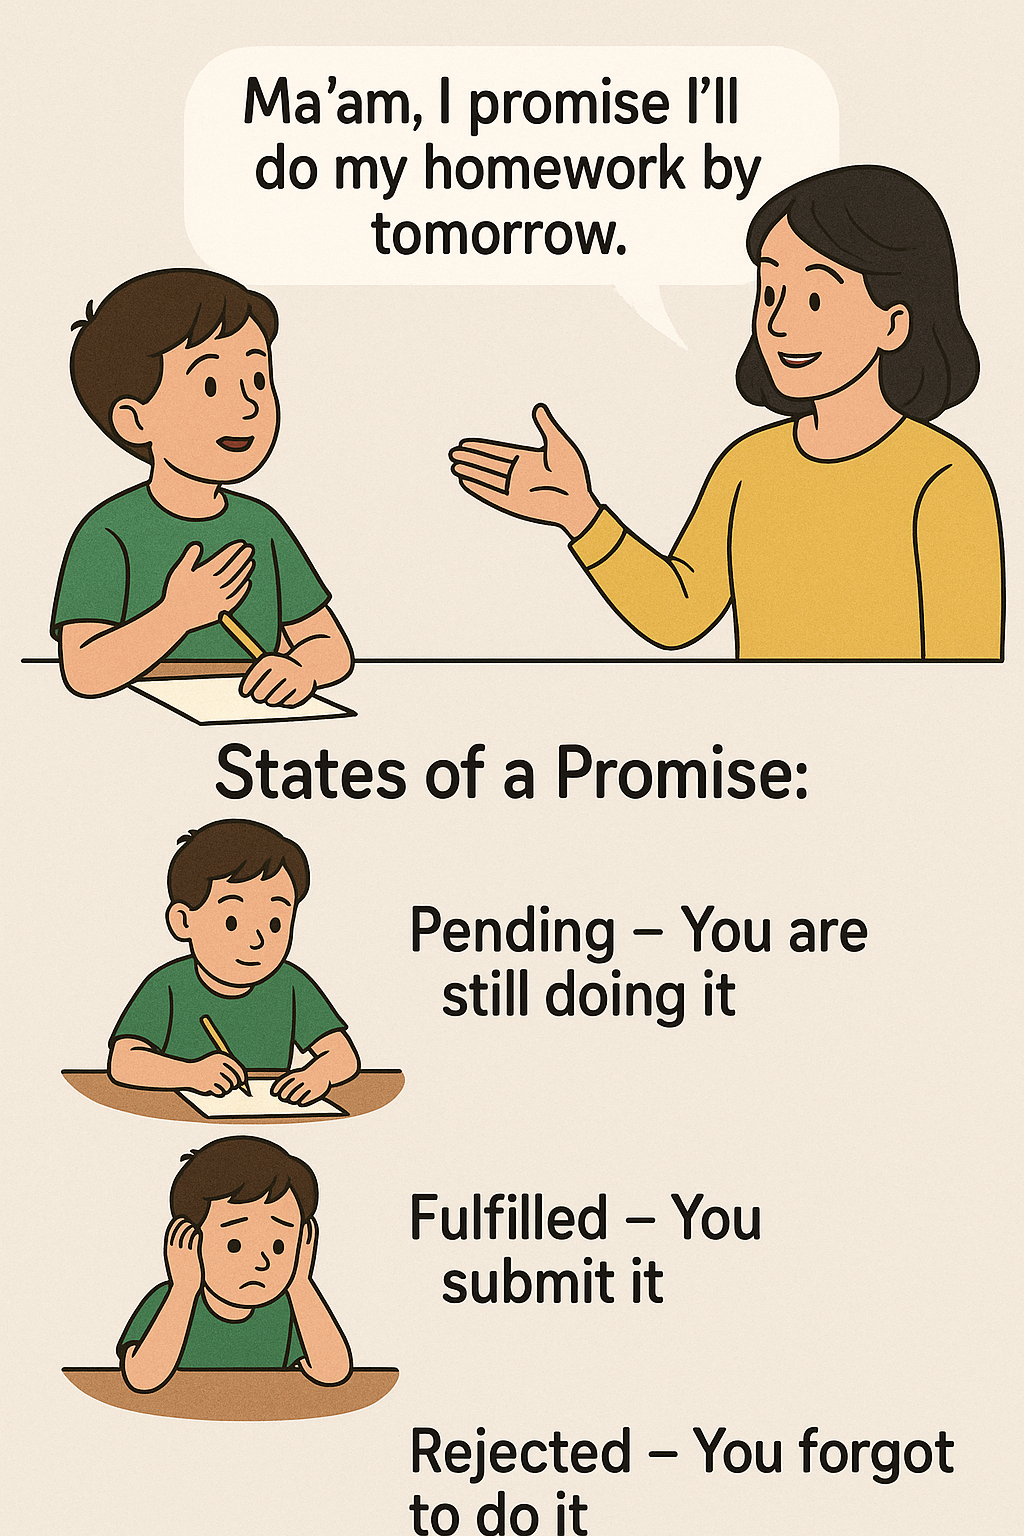 Ma’am, I promise I’ll
do my homework by
tomorrow.
States of a Promise:
Pending – You are
still doing it
Fulfilled – You
submit it
Rejected – You forgot
to do it